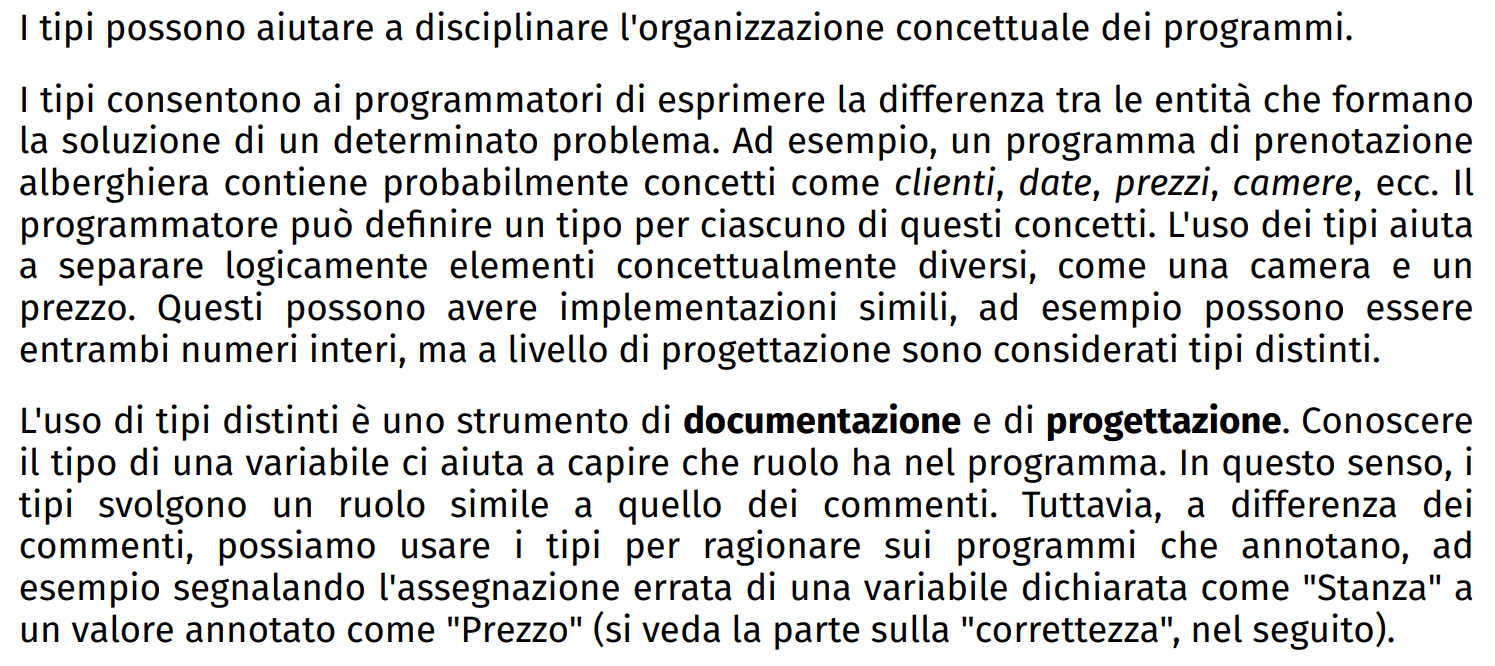 I tipi possono aiutare a disciplinare l'organizzazione concettuale dei programmi.
I tipi consentono ai programmatori di esprimere la differenza tra le entità che formano
la soluzione di un determinato problema. Ad esempio, un programma di prenotazione
alberghiera contiene probabilmente concetti come clienti, date, prezzi, camere, ecc. Il
programmatore può definire un tipo per ciascuno di questi concetti. L'uso dei tipi aiuta
a separare logicamente elementi concettualmente diversi, come una camera e un
prezzo. Questi possono avere implementazioni simili, ad esempio possono essere
entrambi numeri interi, ma a livello di progettazione sono considerati tipi distinti.
L'uso di tipi distinti è uno strumento di documentazione e di progettazione. Conoscere
il tipo di una variabile ci aiuta a capire che ruolo ha nel programma. In questo senso, i
tipi svolgono un ruolo simile a quello dei commenti. Tuttavia, a differenza dei
commenti, possiamo usare i tipi per ragionare sui programmi che annotano, ad
esempio segnalando l'assegnazione errata di una variabile dichiarata come "Stanza" a
un valore annotato come "Prezzo" (si veda la parte sulla "correttezza", nel seguito).